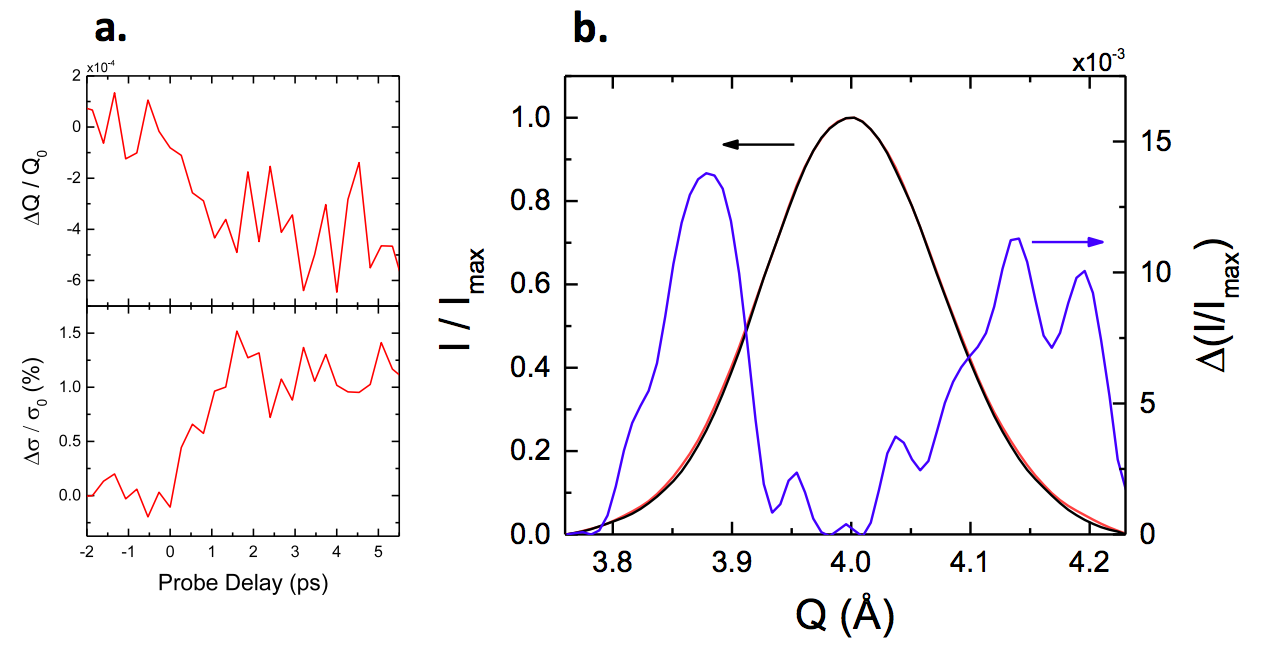 a.
×10⁻⁴
2
0
-2
-4
-6
ΔQ / Q₀
1.5
1.0
0.5
0.0
Δσ / σ₀ (%)
-2 -1 0 1 2 3 4 5
Probe Delay (ps)
b.
x10⁻³
1.0
0.8
0.6
0.4
0.2
0.0
I / Iₘₐₓ
15
10
5
0
Δ(I/Iₘₐₓ)
3.8 3.9 4.0 4.1 4.2
Q (Å)